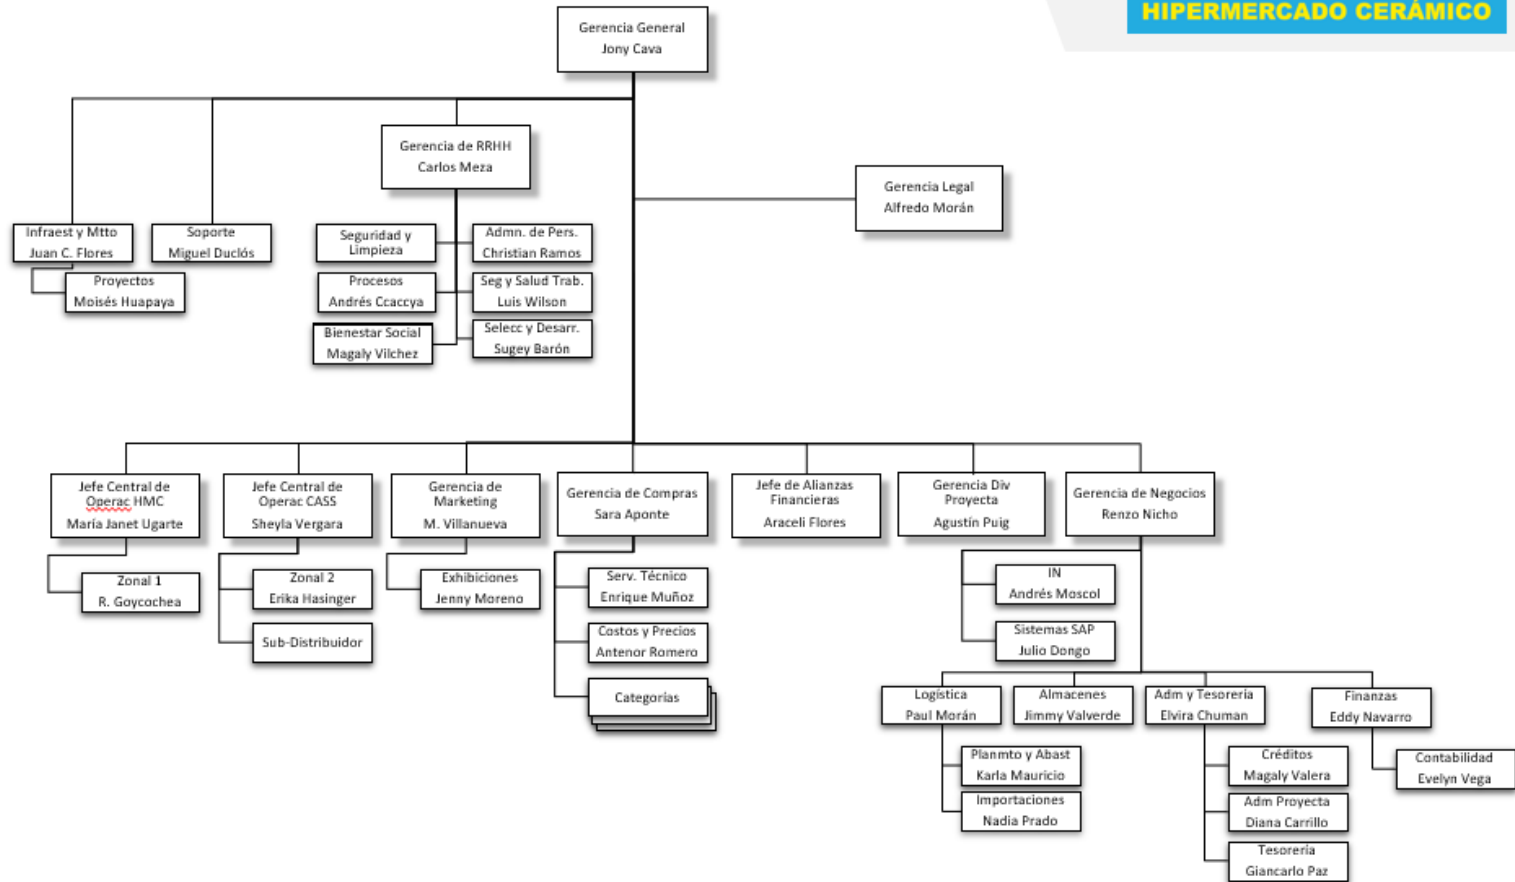 HIPERMERCADO CERÁMICO
Gerencia General
Jony Cava
Gerencia de RRHH
Carlos Meza
Gerencia Legal
Alfredo Morán
Infraest y Mtto
Juan C. Flores
Soporte
Miguel Duclós
Seguridad y
Limpieza
Admn. de Pers.
Christian Ramos
Proyectos
Moisés Huapaya
Procesos
Andrés Ccaccya
Seg y Salud Trab.
Luis Wilson
Bienestar Social
Magaly Vilchez
Selecc y Desarr.
Sugey Barón
Jefe Central de
Operac HMC
María Janet Ugarte
Jefe Central de
Operac CASS
Sheyla Vergara
Gerencia de
Marketing
M. Villanueva
Gerencia de Compras
Sara Aponte
Jefe de Alianzas
Financieras
Araceli Flores
Gerencia Div
Proyecta
Agustín Puig
Gerencia de Negocios
Renzo Nicho
Zonal 1
R. Goycochea
Zonal 2
Erika Hasinger
Sub-Distribuidor
Exhibiciones
Jenny Moreno
Serv. Técnico
Enrique Muñoz
Costos y Precios
Antenor Romero
Categorías
IN
Andrés Moscol
Sistemas SAP
Julio Dongo
Logística
Paul Morán
Almacenes
Jimmy Valverde
Adm y Tesorería
Elvira Chuman
Finanzas
Eddy Navarro
Planmto y Abast
Karla Mauricio
Importaciones
Nadia Prado
Créditos
Magaly Valera
Adm Proyecta
Diana Carrillo
Tesorería
Giancarlo Paz
Contabilidad
Evelyn Vega